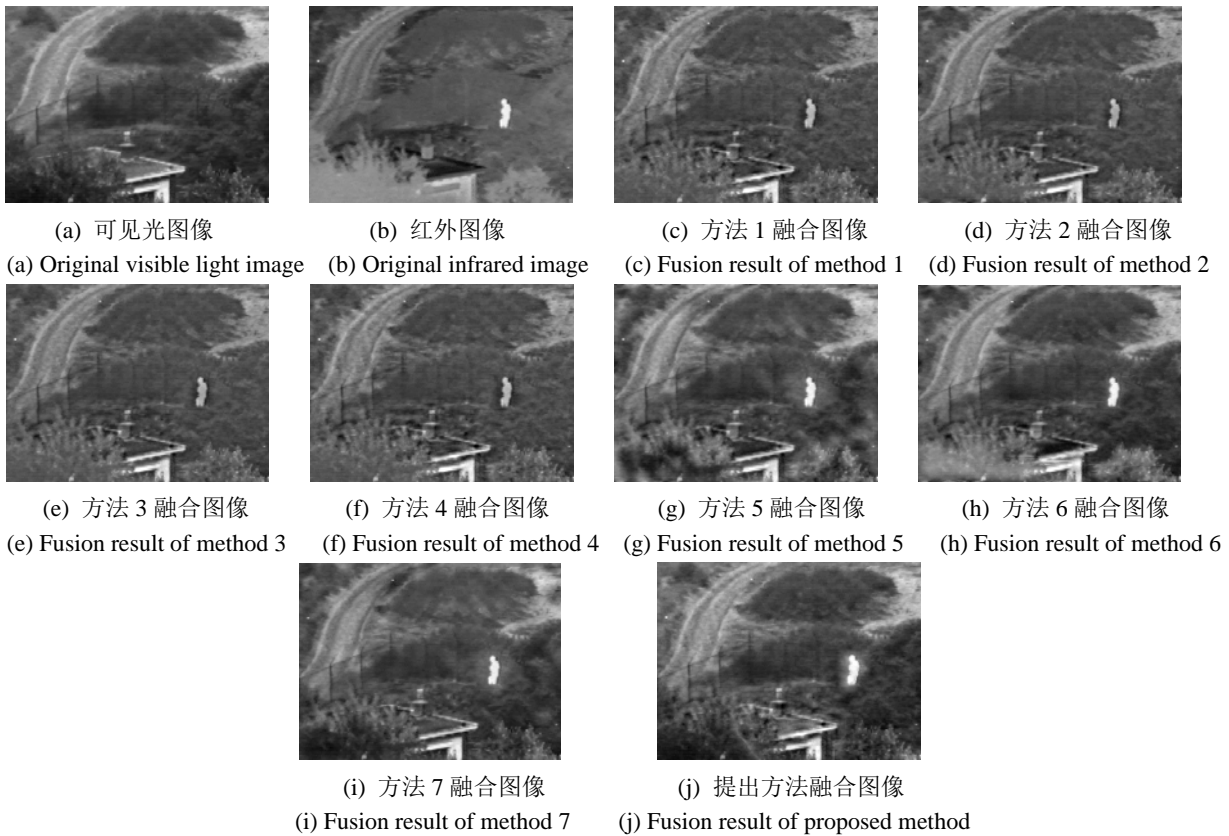 (a) 可见光图像
(b) 红外图像
(c) 方法 1 融合图像
(d) 方法 2 融合图像
(a) Original visible light image
(b) Original infrared image
(c) Fusion result of method 1
(d) Fusion result of method 2
(e) 方法 3 融合图像
(f) 方法 4 融合图像
(g) 方法 5 融合图像
(h) 方法 6 融合图像
(e) Fusion result of method 3
(f) Fusion result of method 4
(g) Fusion result of method 5
(h) Fusion result of method 6
(i) 方法 7 融合图像
(j) 提出方法融合图像
(i) Fusion result of method 7
(j) Fusion result of proposed method